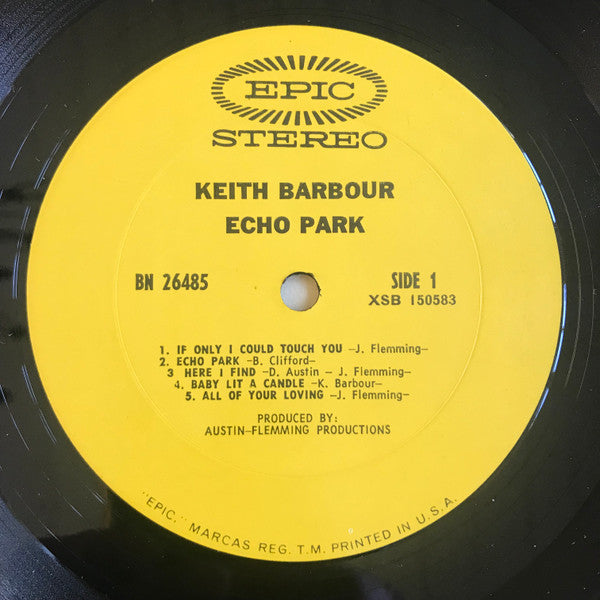 EPIC
STEREO
KEITH BARBOUR
ECHO PARK
BN 26485
SIDE 1
XSB 150583
1. IF ONLY I COULD TOUCH YOU –J. Flemming–
2. ECHO PARK –B. Clifford–
3 HERE I FIND –D. Austin – J. Flemming–
4. BABY LIT A CANDLE –K. Barbour–
5. ALL OF YOUR LOVING –J. Flemming–
PRODUCED BY:
AUSTIN-FLEMMING PRODUCTIONS
"EPIC," MARCAS REG. T.M. PRINTED IN U.S.A.